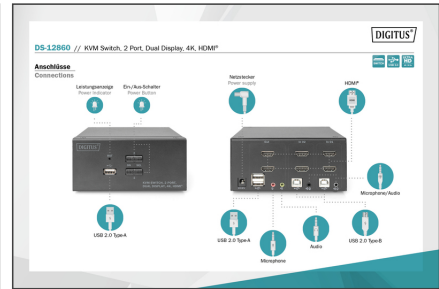 DIGITUS®
DS-12860 // KVM Switch, 2 Port, Dual Display, 4K, HDMI®
Anschlüsse
Connections
Leistungsanzeige
Power indicator
Ein-/Aus-Schalter
Power Button
Netzstecker
Power supply
HDMI®
DIGITUS
USB 2.0 Type-A
USB 2.0 Type-A
Microphone
Audio
USB 2.0 Type-B
Microphone/Audio